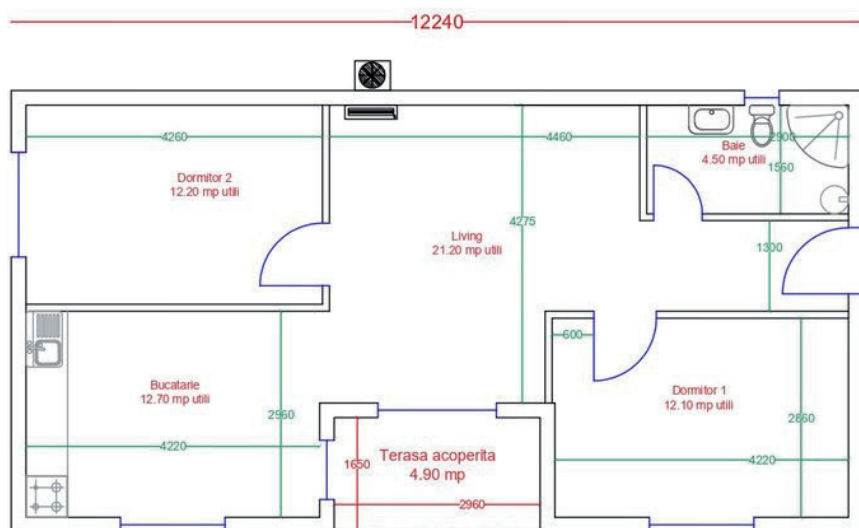 12240
4260
4460
2900
Baie
4.50 mp utili
1560
Dormitor 2
12.20 mp utili
4275
Living
21.20 mp utili
1300
600
Bucatarie
12.70 mp utili
Dormitor 1
12.10 mp utili
2960
2860
4220
Terasa acoperita
4.90 mp
1650
4220
2960